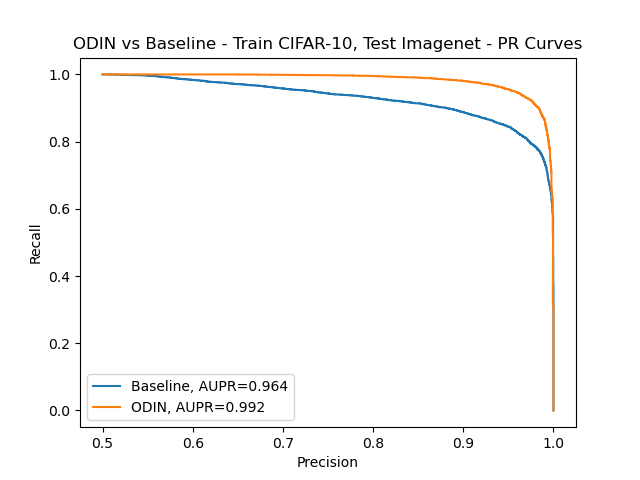 ODIN vs Baseline - Train CIFAR-10, Test Imagenet - PR Curves
1.0
0.8
0.6
0.4
0.2
0.0
Recall
Baseline, AUPR=0.964
ODIN, AUPR=0.992
0.5 0.6 0.7 0.8 0.9 1.0
Precision